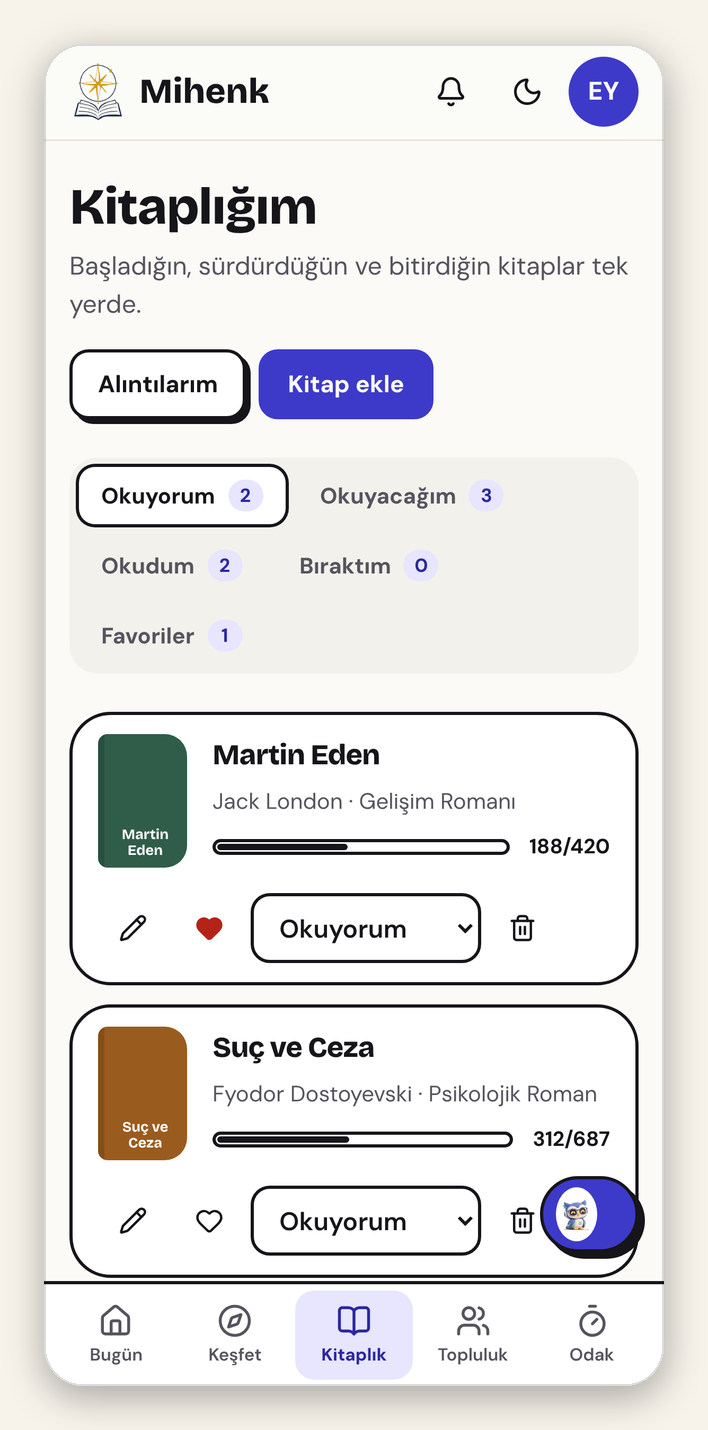 Mihenk
EY
Kitaplığım
Başladığın, sürdürdüğün ve bitirdiğin kitaplar tek
yerde.
Alıntılarım
Kitap ekle
Okuyorum 2
Okuyacağım 3
Okudum 2
Bıraktım 0
Favoriler 1
Martin
Eden
Martin Eden
Jack London · Gelişim Romanı
188/420
Okuyorum
Suç ve
Ceza
Suç ve Ceza
Fyodor Dostoyevski · Psikolojik Roman
312/687
Okuyorum
Bugün
Keşfet
Kitaplık
Topluluk
Odak